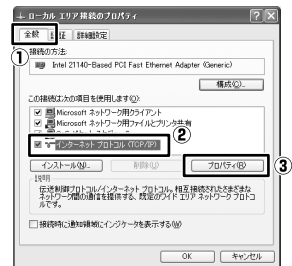 ローカル エリア接続のプロパティ
全般 認証 詳細設定
①
接続の方法:
Intel 21140-Based PCI Fast Ethernet Adapter (Generic)
構成(C)...
この接続は次の項目を使用します(O):
Microsoft ネットワーク用クライアント
Microsoft ネットワーク用ファイルとプリンタ共有
②
インターネット プロトコル (TCP/IP)
インストール(N)... 削除(U) プロパティ(R)
③
説明
伝送制御プロトコル/インターネット プロトコル。相互接続されたさまざまな
ネットワーク間の通信を提供する、既定のワイド エリア ネットワーク プロトコ
ルです。
接続時に通知領域にインジケータを表示する(W)
OK キャンセル